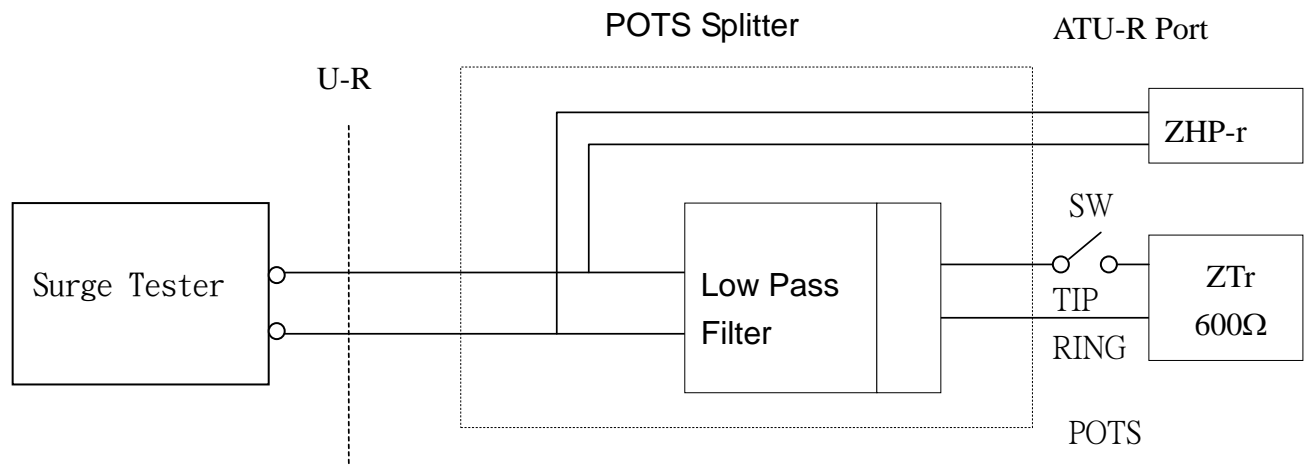 POTS Splitter
ATU-R Port
U-R
ZHP-r
SW
Surge Tester
Low Pass
Filter
TIP
RING
ZTr
600Ω
POTS